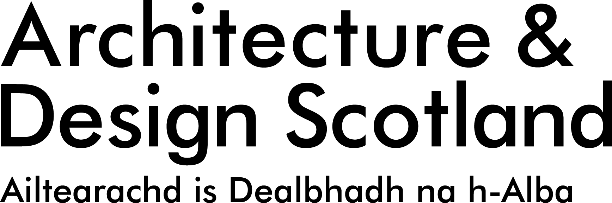 Architecture &
Design Scotland
Ailtearachd is Dealbhadh na h-Alba